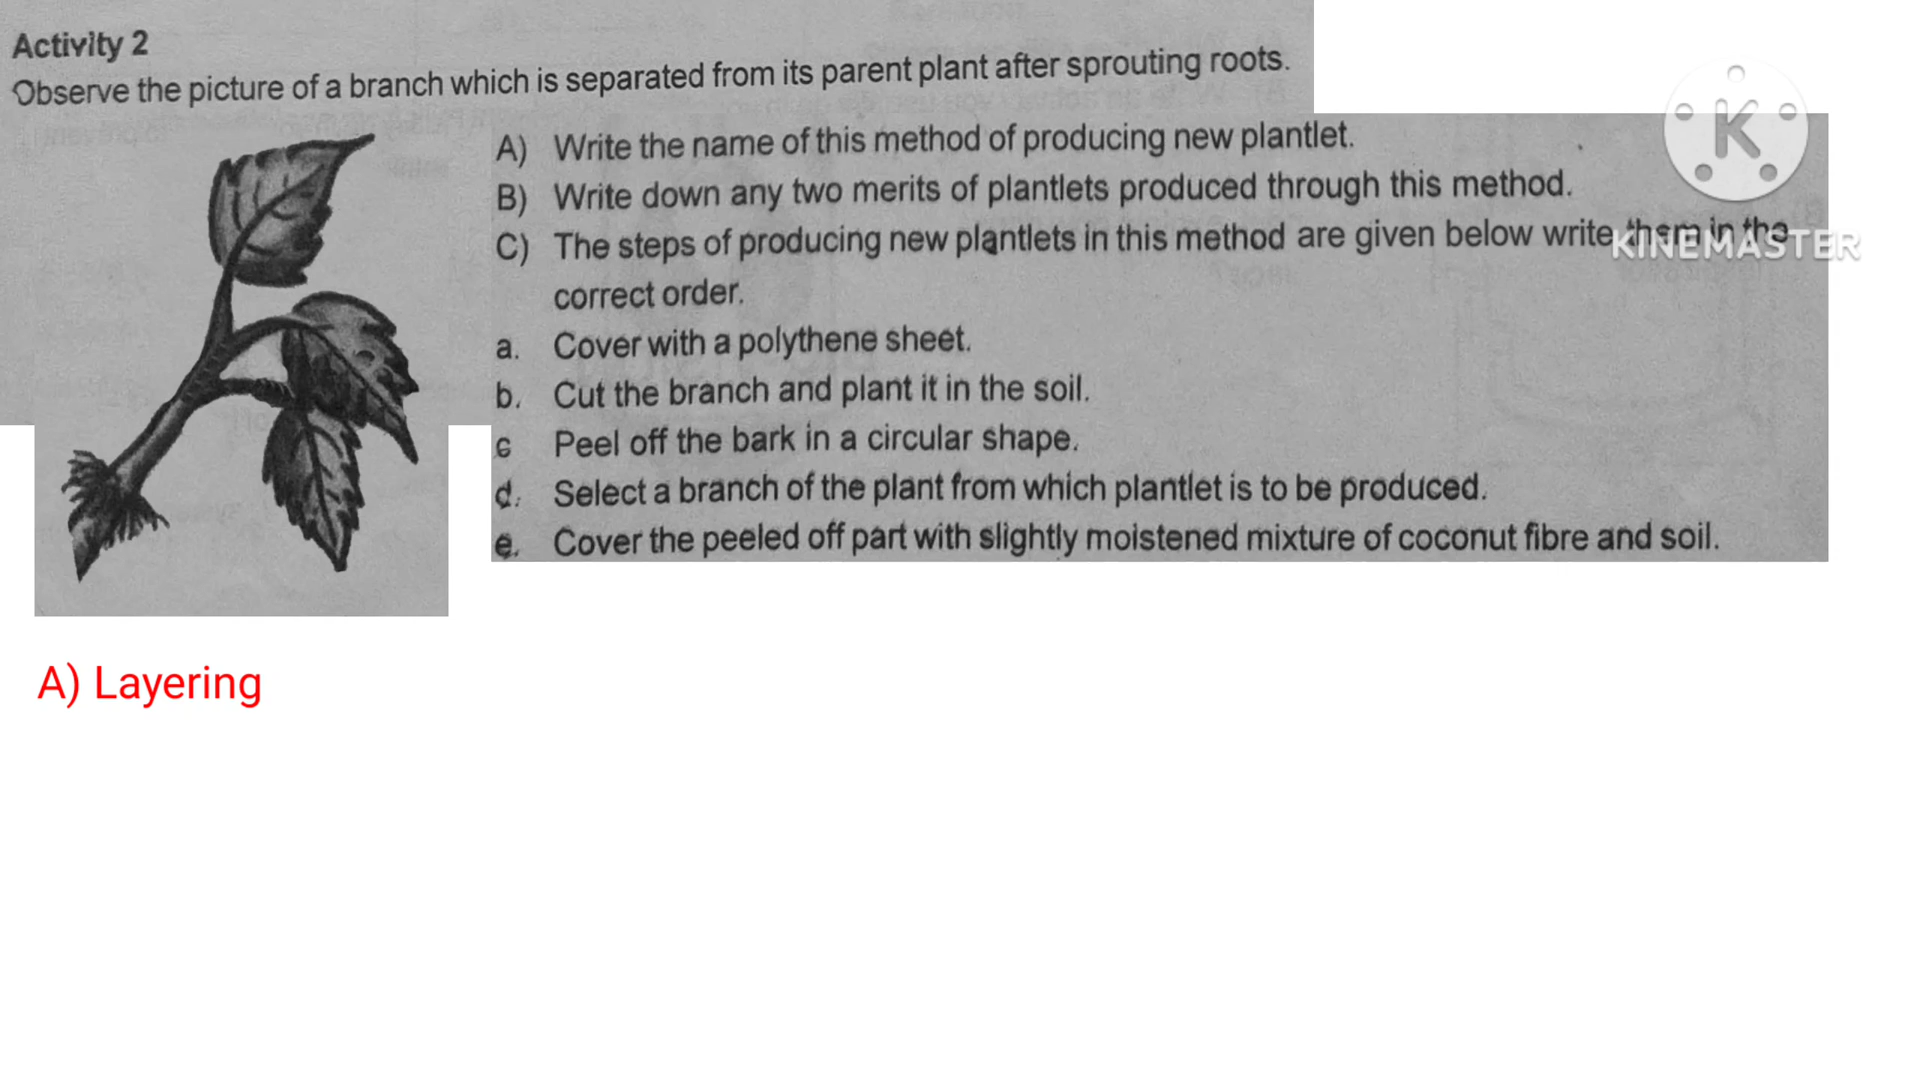 Activity 2
Observe the picture of a branch which is separated from its parent plant after sprouting roots.
A) Write the name of this method of producing new plantlet.
B) Write down any two merits of plantlets produced through this method.
C) The steps of producing new plantlets in this method are given below write them in the
correct order.
a. Cover with a polythene sheet.
b. Cut the branch and plant it in the soil.
c Peel off the bark in a circular shape.
d. Select a branch of the plant from which plantlet is to be produced.
e. Cover the peeled off part with slightly moistened mixture of coconut fibre and soil.
K
KINEMASTER
A) Layering